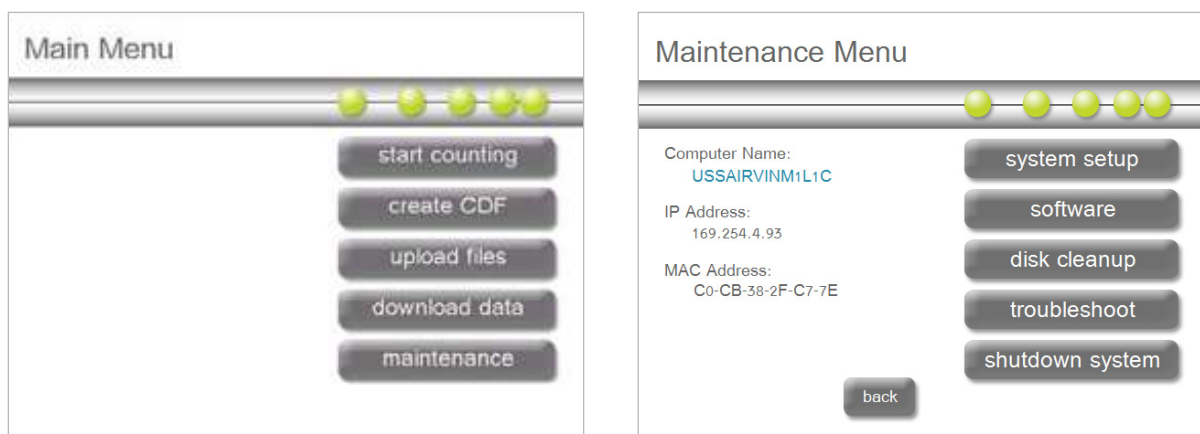 Main Menu
start counting
create CDF
upload files
download data
maintenance
Maintenance Menu
Computer Name:
USSAIRVINM1L1C
IP Address:
169.254.4.93
MAC Address:
C0-CB-38-2F-C7-7E
system setup
software
disk cleanup
troubleshoot
shutdown system
back